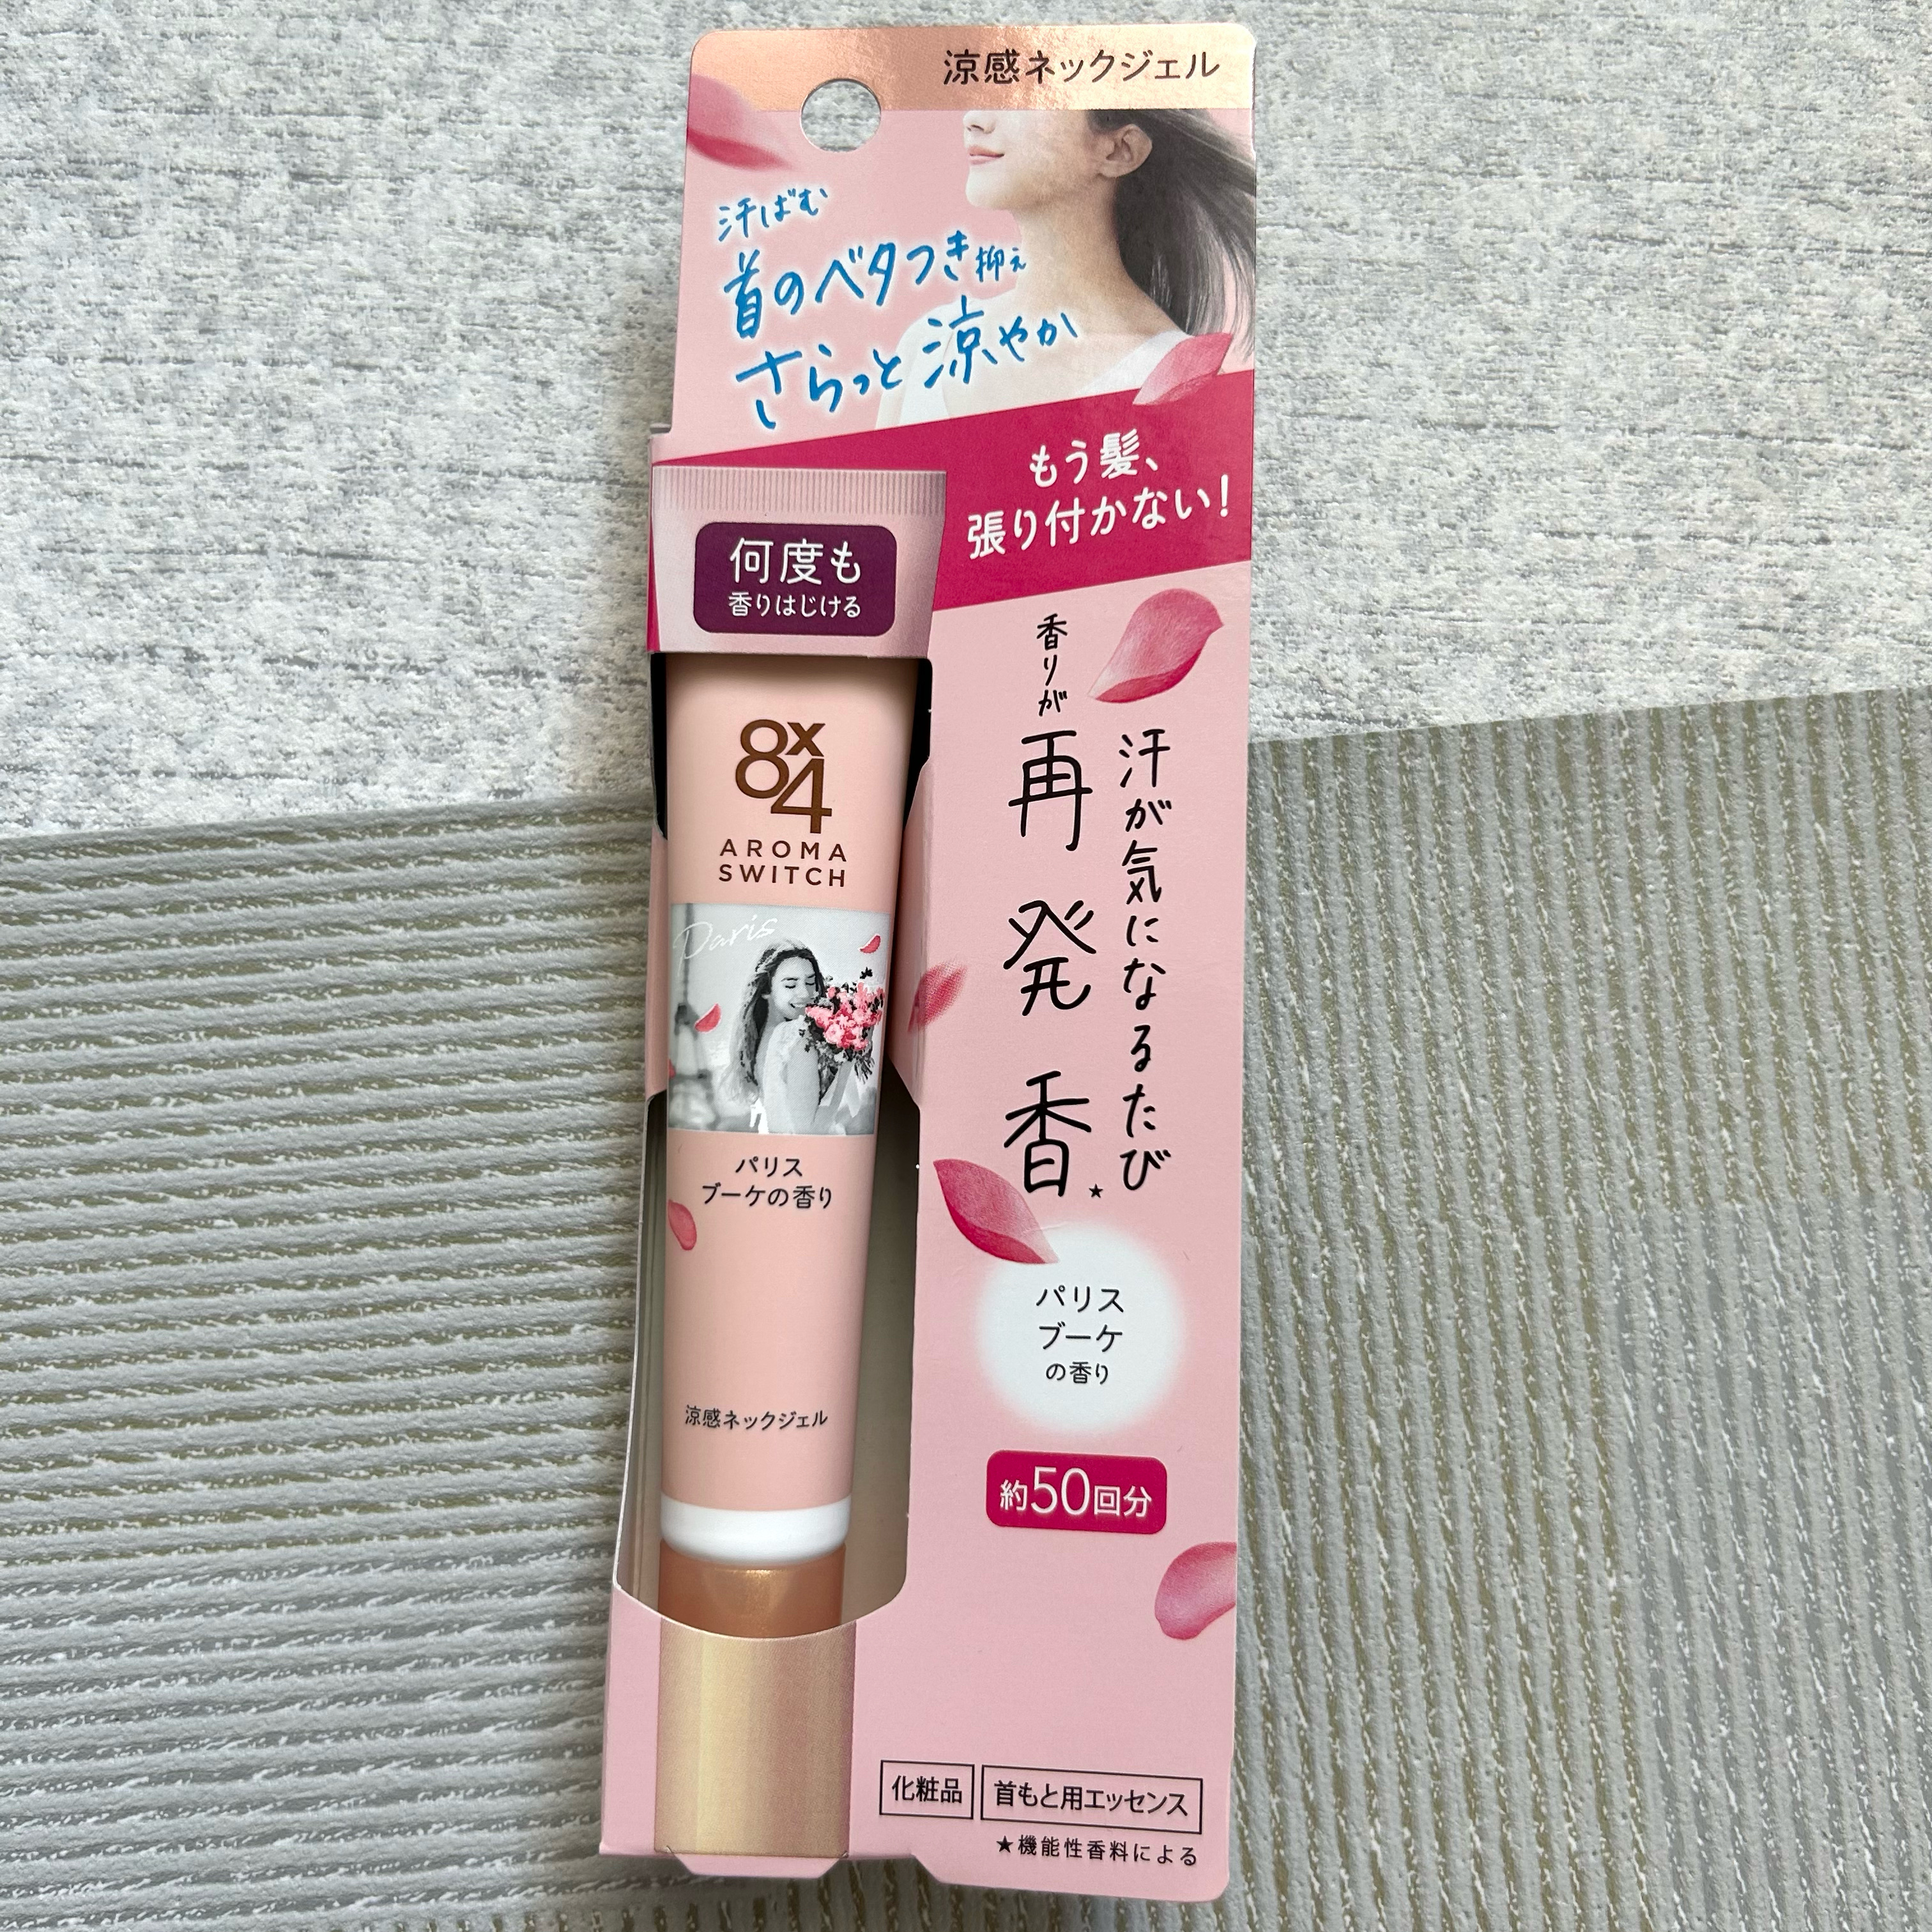 涼感ネックジェル
汗ばむ
首のベタつき抑え
さらっと涼やか
もう髪、
張り付かない!
何度も
香りはじける
汗が気になるたび
香りが
再発香★
8x4
AROMA
SWITCH
Paris
パリス
ブーケの香り
涼感ネックジェル
パリス
ブーケ
の香り
約50回分
化粧品
首もと用エッセンス
★機能性香料による